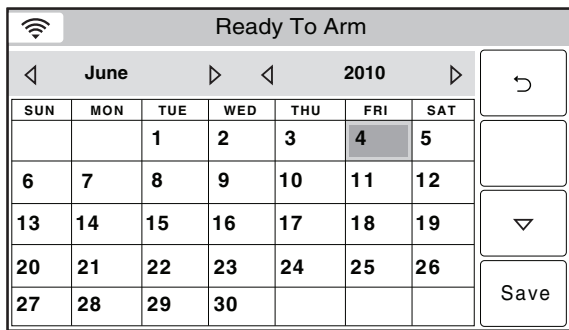 Ready To Arm
June 2010
SUN MON TUE WED THU FRI SAT
1 2 3 4 5
6 7 8 9 10 11 12
13 14 15 16 17 18 19
20 21 22 23 24 25 26
27 28 29 30
Save